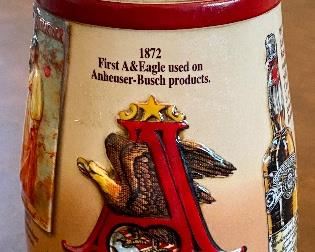 1872
First A&Eagle used on
Anheuser-Busch products.
A